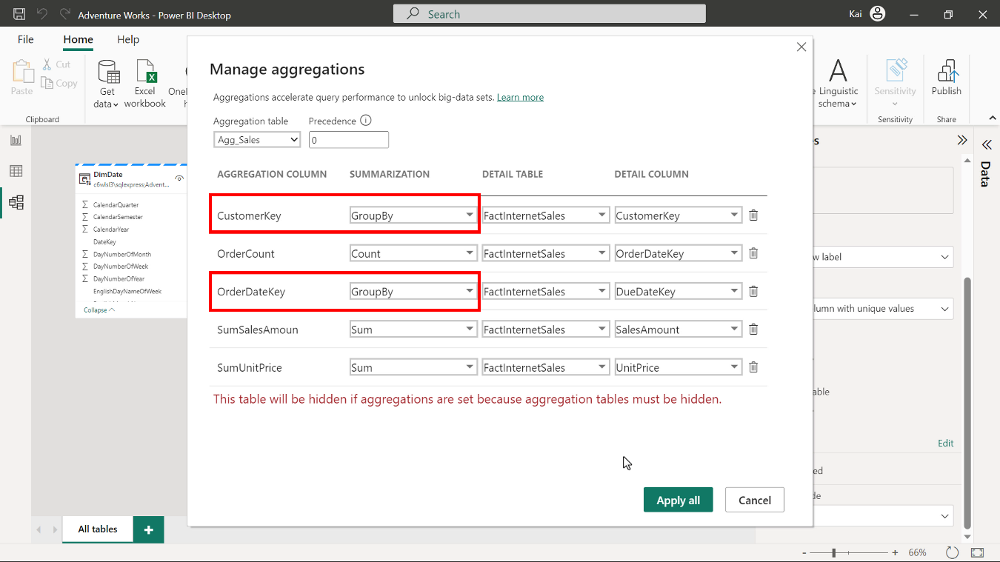 Adventure Works - Power BI Desktop
Search
Kai
File
Home
Help
Paste
Cut
Copy
Clipboard
Get
data
Excel
workbook
Linguistic
schema
Sensitivity
Sensitivity
Publish
Share
Manage aggregations
Aggregations accelerate query performance to unlock big-data sets. Learn more
Aggregation table
Precedence
Agg_Sales
0
AGGREGATION COLUMN SUMMARIZATION DETAIL TABLE DETAIL COLUMN
CustomerKey GroupBy FactInternetSales CustomerKey
OrderCount Count FactInternetSales OrderDateKey
OrderDateKey GroupBy FactInternetSales DueDateKey
SumSalesAmoun Sum FactInternetSales SalesAmount
SumUnitPrice Sum FactInternetSales UnitPrice
This table will be hidden if aggregations are set because aggregation tables must be hidden.
Apply all
Cancel
DimDate
c6wlsl3\sqlexpress;Advent...
CalendarQuarter
CalendarSemester
CalendarYear
DateKey
DayNumberOfMonth
DayNumberOfWeek
DayNumberOfYear
EnglishDayNameOfWeek
Collapse
Data
w label
lumn with unique values
able
Edit
ed
de
All tables
+
- + 66%